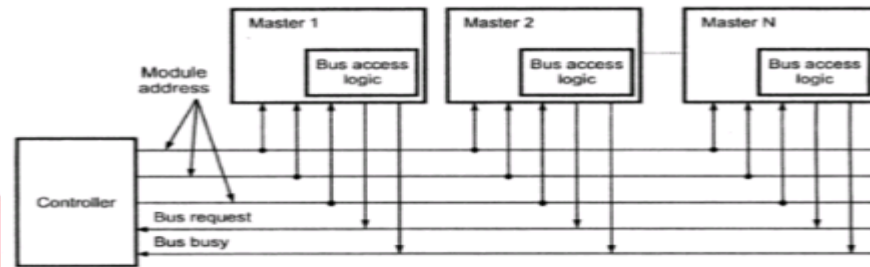 Master 1
Bus access
logic
Master 2
Bus access
logic
Master N
Bus access
logic
Module
address
Controller
Bus request
Bus busy